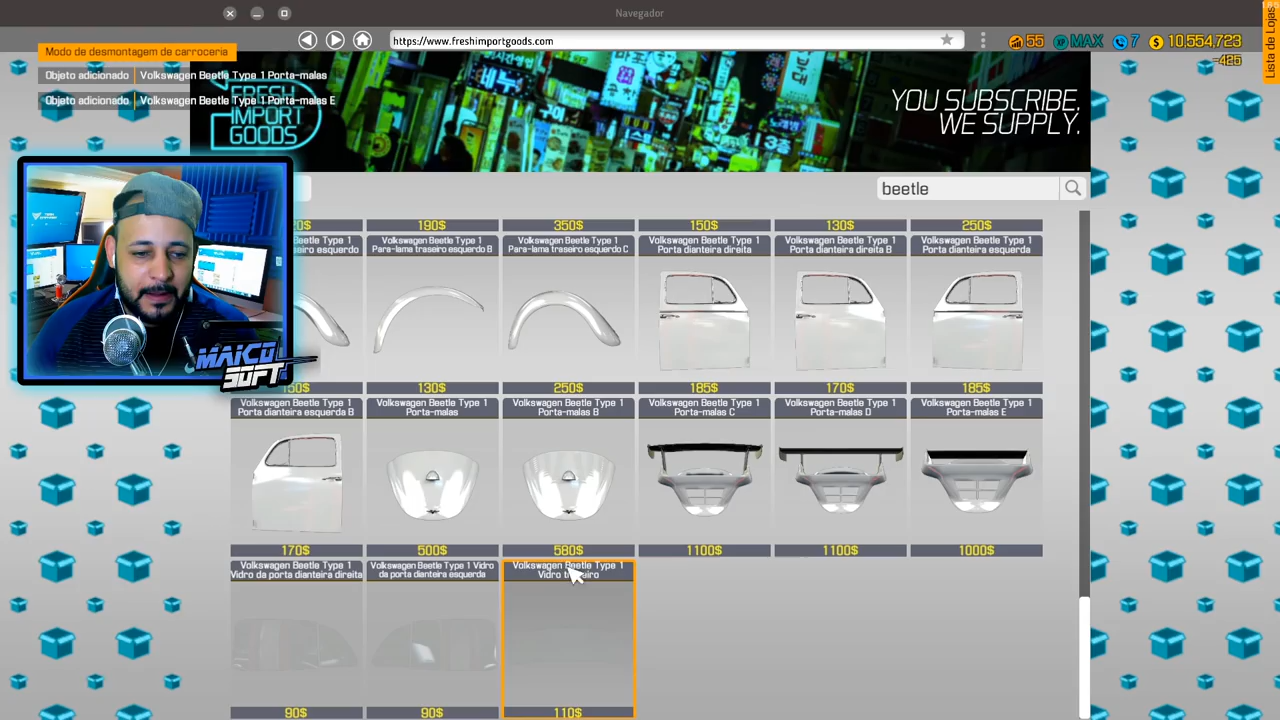 Navegador
https://www.freshimportgoods.com
55 MAX 7 $ 10,554,723
-425
Lista de Lojas
Modo de desmontagem de carroceria
Objeto adicionado Volkswagen Beetle Type 1 Porta-malas
Objeto adicionado Volkswagen Beetle Type 1 Porta-malas E
FRESH
IMPORT
GOODS
YOU SUBSCRIBE.
WE SUPPLY.
beetle
190$ 350$ 150$ 130$ 250$
Beetle Type 1
esquerdo
Volkswagen Beetle Type 1
Para-lama traseiro esquerdo B
Volkswagen Beetle Type 1
Para-lama traseiro esquerdo C
Volkswagen Beetle Type 1
Porta dianteira direita
Volkswagen Beetle Type 1
Porta dianteira direita B
Volkswagen Beetle Type 1
Porta dianteira esquerda
130$ 250$ 185$ 170$ 185$
MAICO
SOFT
Volkswagen Beetle Type 1
Porta dianteira esquerda B
Volkswagen Beetle Type 1
Porta-malas
Volkswagen Beetle Type 1
Porta-malas B
Volkswagen Beetle Type 1
Porta-malas C
Volkswagen Beetle Type 1
Porta-malas D
Volkswagen Beetle Type 1
Porta-malas E
170$ 500$ 580$ 1100$ 1100$ 1000$
Volkswagen Beetle Type 1
Vidro da porta dianteira direita
Volkswagen Beetle Type 1 Vidro
da porta dianteira esquerda
Volkswagen Beetle Type 1
Vidro
90$ 90$ 110$